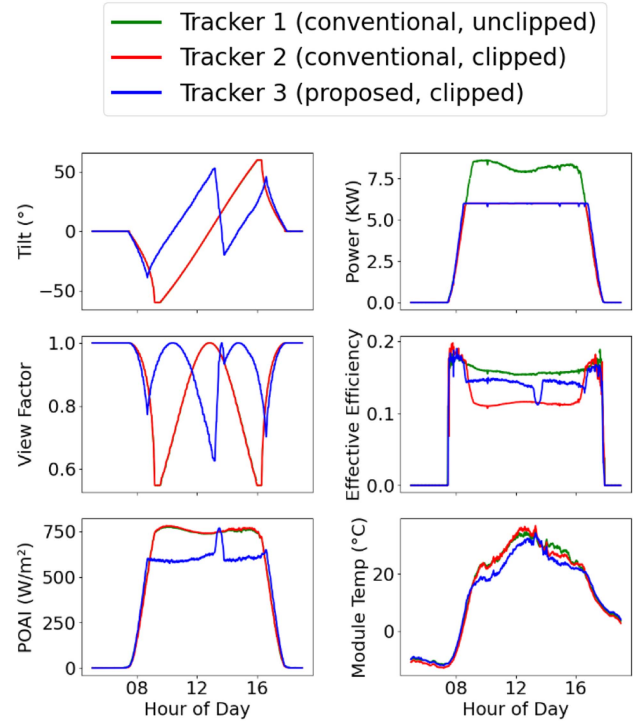 Tracker 1 (conventional, unclipped)
Tracker 2 (conventional, clipped)
Tracker 3 (proposed, clipped)
Tilt (°)
50
0
−50
Power (KW)
7.5
5.0
2.5
0.0
View Factor
1.0
0.8
0.6
Effective Efficiency
0.2
0.1
0.0
POAI (W/m²)
750
500
250
0
08 12 16
Hour of Day
Module Temp (°C)
20
0
08 12 16
Hour of Day